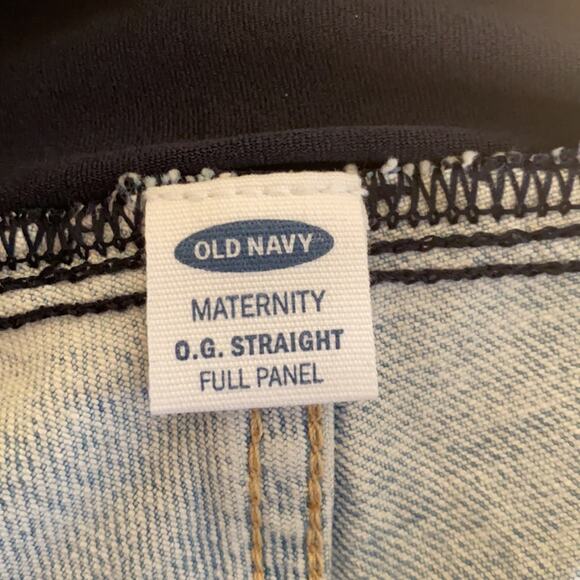 OLD NAVY
MATERNITY
O.G. STRAIGHT
FULL PANEL